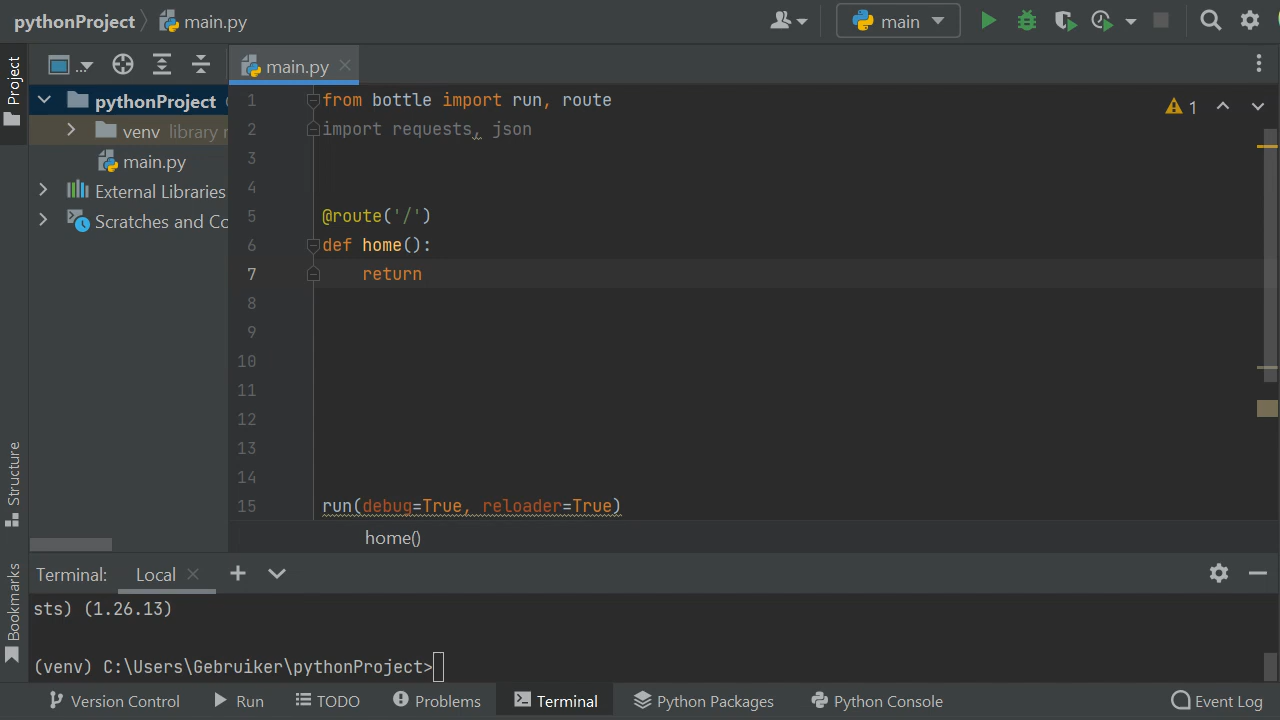 pythonProject main.py
main
Project
...
main.py
pythonProject
venv library
main.py
External Libraries
Scratches and Co
1 from bottle import run, route
2 import requests, json
3
4
5 @route('/')
6 def home():
7 return
8
9
10
11
12
13
14
15 run(debug=True, reloader=True)
1
home()
Structure
Bookmarks
Terminal: Local
sts) (1.26.13)
(venv) C:\Users\Gebruiker\pythonProject>
Version Control Run TODO Problems Terminal Python Packages Python Console Event Log